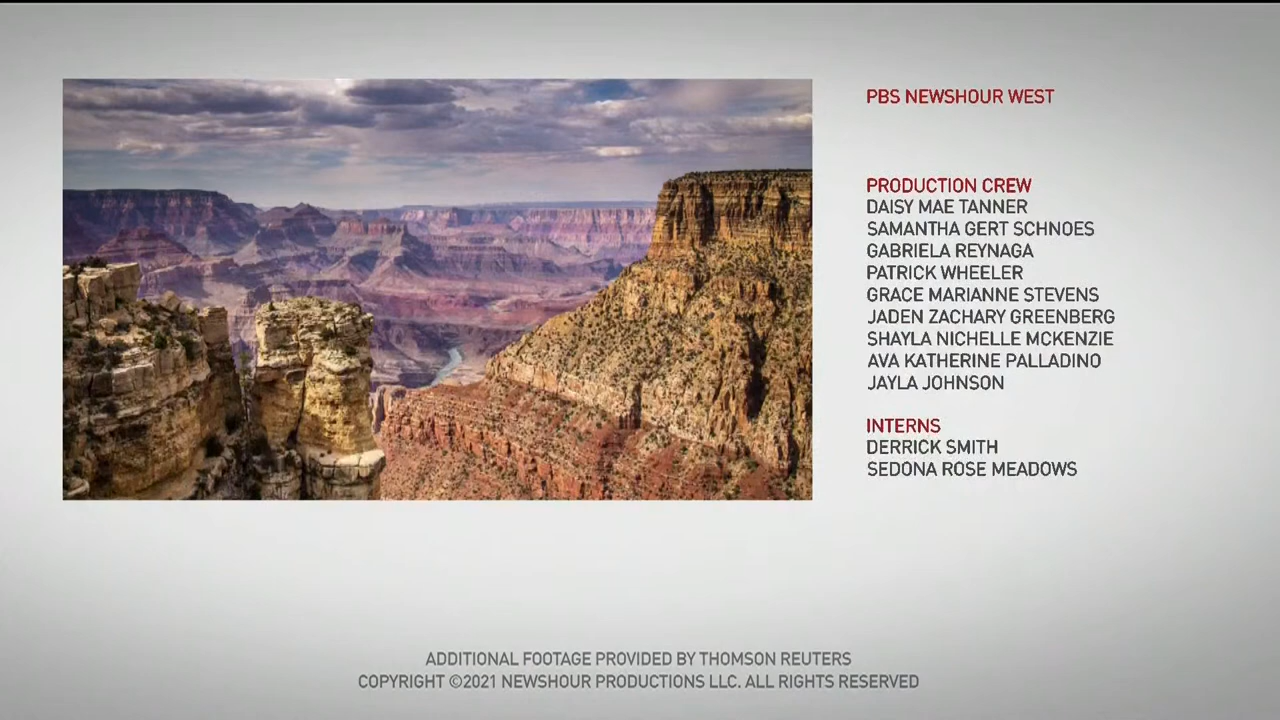 PBS NEWSHOUR WEST
PRODUCTION CREW
DAISY MAE TANNER
SAMANTHA GERT SCHNOES
GABRIELA REYNAGA
PATRICK WHEELER
GRACE MARIANNE STEVENS
JADEN ZACHARY GREENBERG
SHAYLA NICHELLE MCKENZIE
AVA KATHERINE PALLADINO
JAYLA JOHNSON
INTERNS
DERRICK SMITH
SEDONA ROSE MEADOWS
ADDITIONAL FOOTAGE PROVIDED BY THOMSON REUTERS
COPYRIGHT ©2021 NEWSHOUR PRODUCTIONS LLC. ALL RIGHTS RESERVED